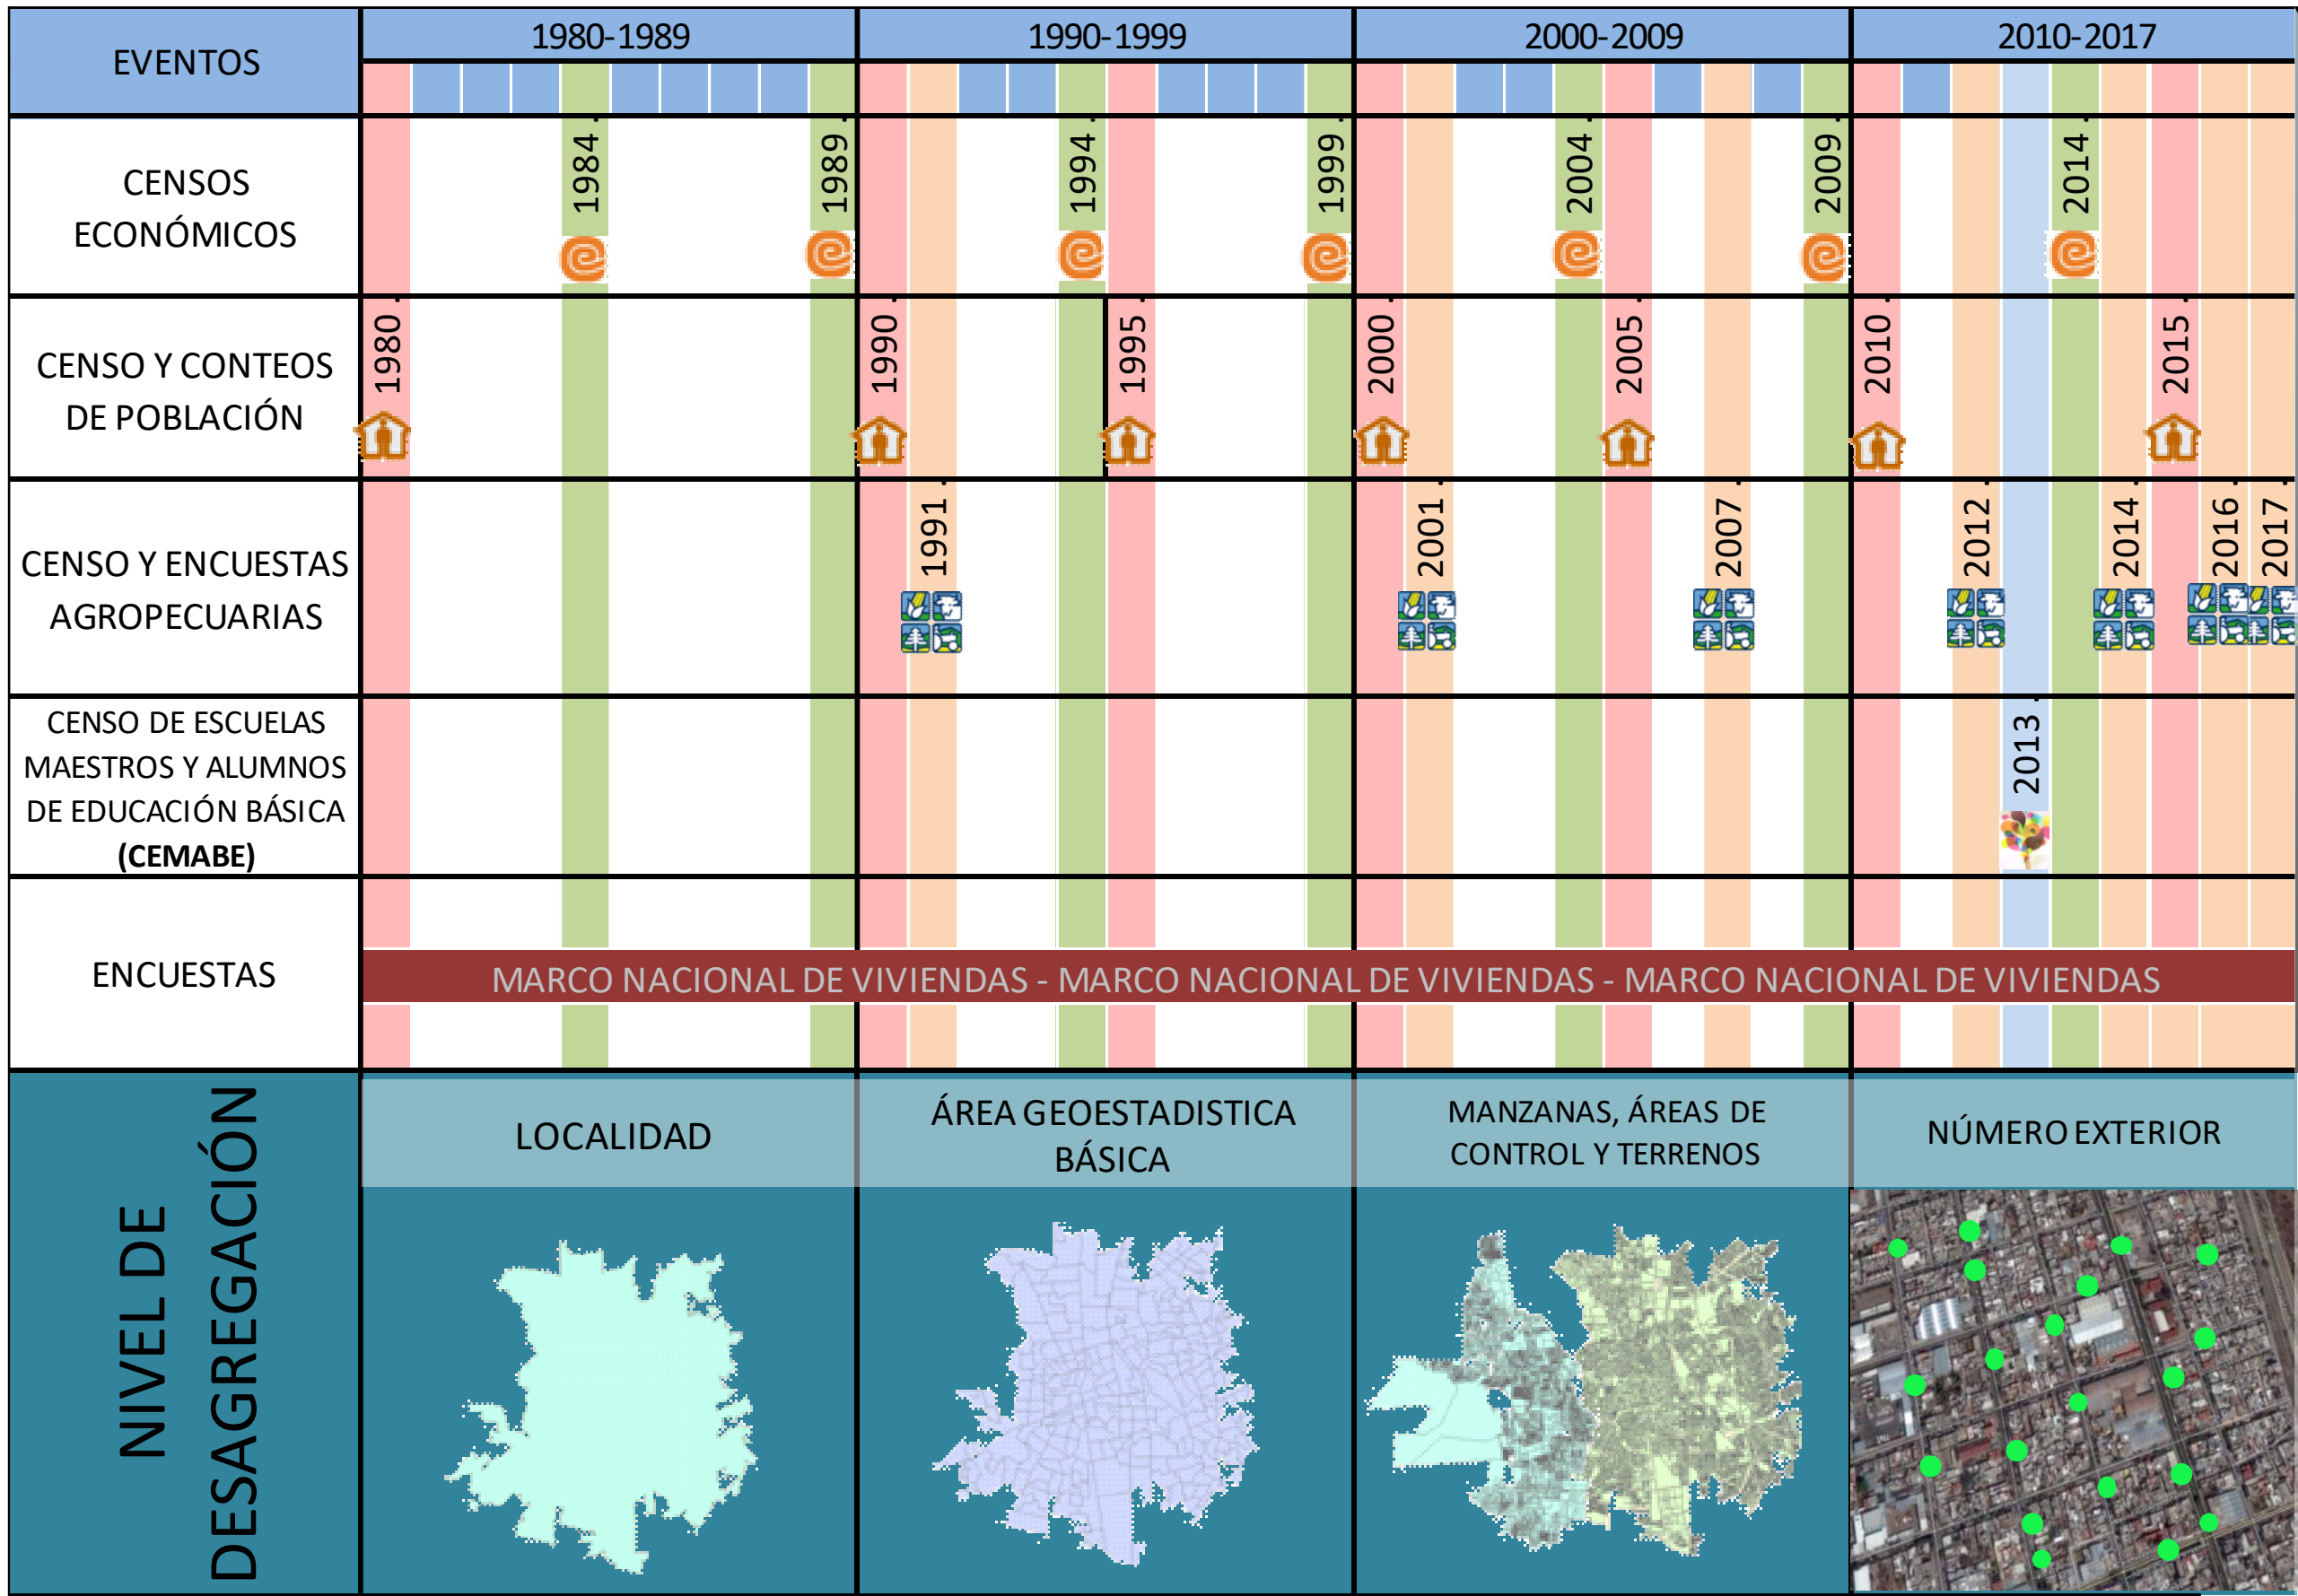 EVENTOS
1980-1989
1990-1999
2000-2009
2010-2017
CENSOS
ECONÓMICOS
1984 .
1989 .
1994 .
1999 .
2004 .
2009 .
2014 .
CENSO Y CONTEOS
DE POBLACIÓN
1980 .
1990 .
1995 .
2000 .
2005 .
2010 .
2015 .
CENSO Y ENCUESTAS
AGROPECUARIAS
1991 .
2001 .
2007 .
2012 .
2014 .
2016 .
2017 .
CENSO DE ESCUELAS
MAESTROS Y ALUMNOS
DE EDUCACIÓN BÁSICA
(CEMABE)
2013 .
ENCUESTAS
MARCO NACIONAL DE VIVIENDAS - MARCO NACIONAL DE VIVIENDAS - MARCO NACIONAL DE VIVIENDAS
NIVEL DE
DESAGREGACIÓN
LOCALIDAD
ÁREA GEOESTADISTICA
BÁSICA
MANZANAS, ÁREAS DE
CONTROL Y TERRENOS
NÚMERO EXTERIOR